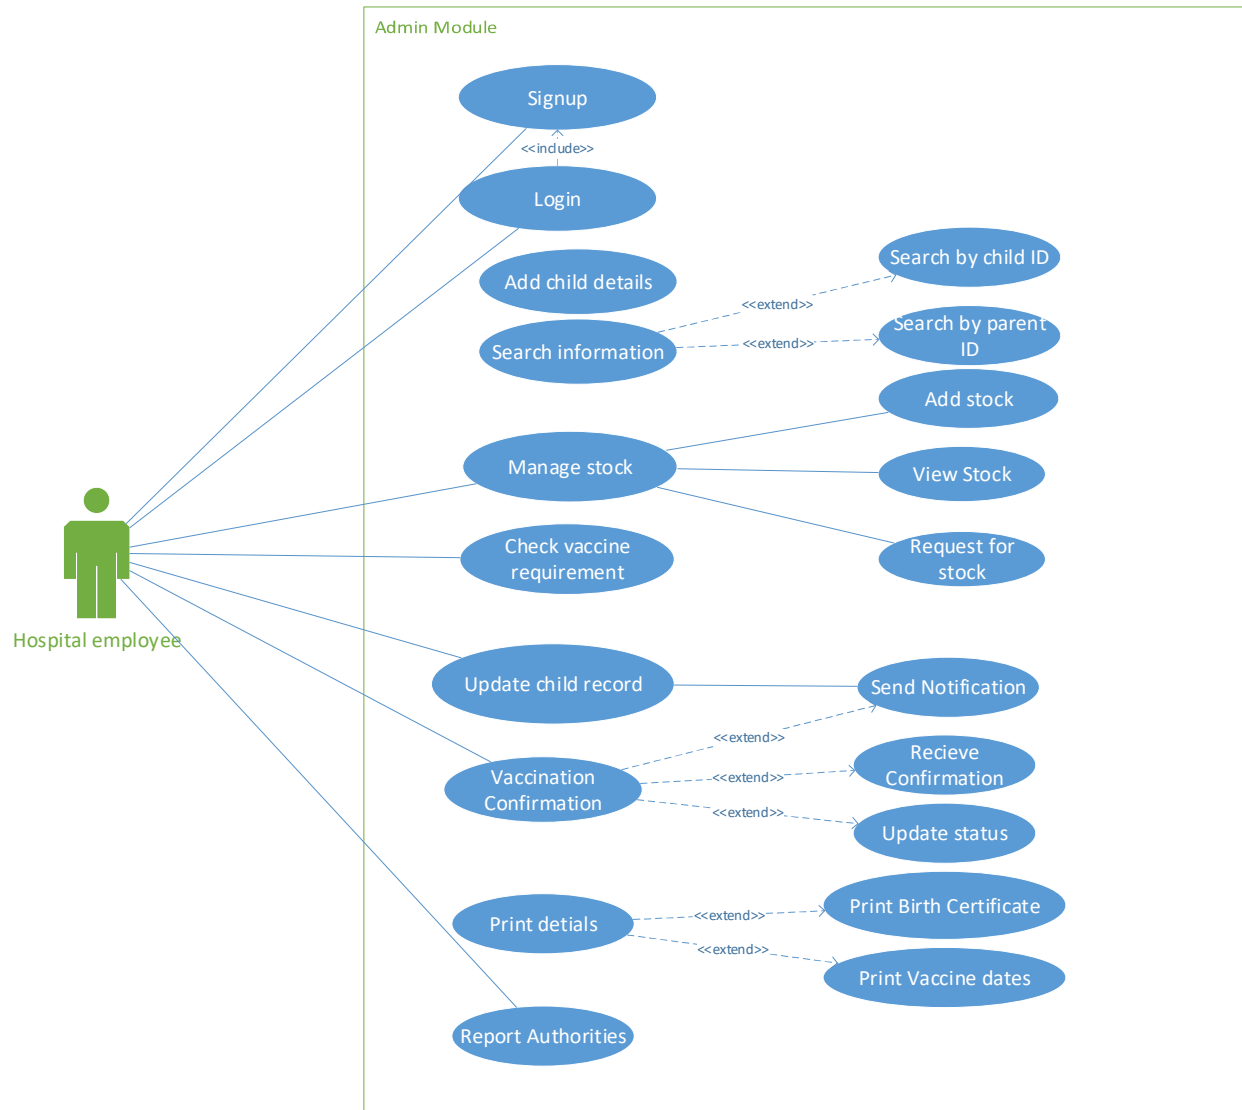 Admin Module
Signup
<<include>>
Login
Search by child ID
Add child details
<<extend>>
Search by parent
ID
Search information
<<extend>>
Add stock
Manage stock
View Stock
Check vaccine
requirement
Request for
stock
Hospital employee
Update child record
Send Notification
<<extend>>
Recieve
Confirmation
Vaccination
Confirmation
<<extend>>
<<extend>>
Update status
Print Birth Certificate
Print detials
<<extend>>
<<extend>>
Print Vaccine dates
Report Authorities